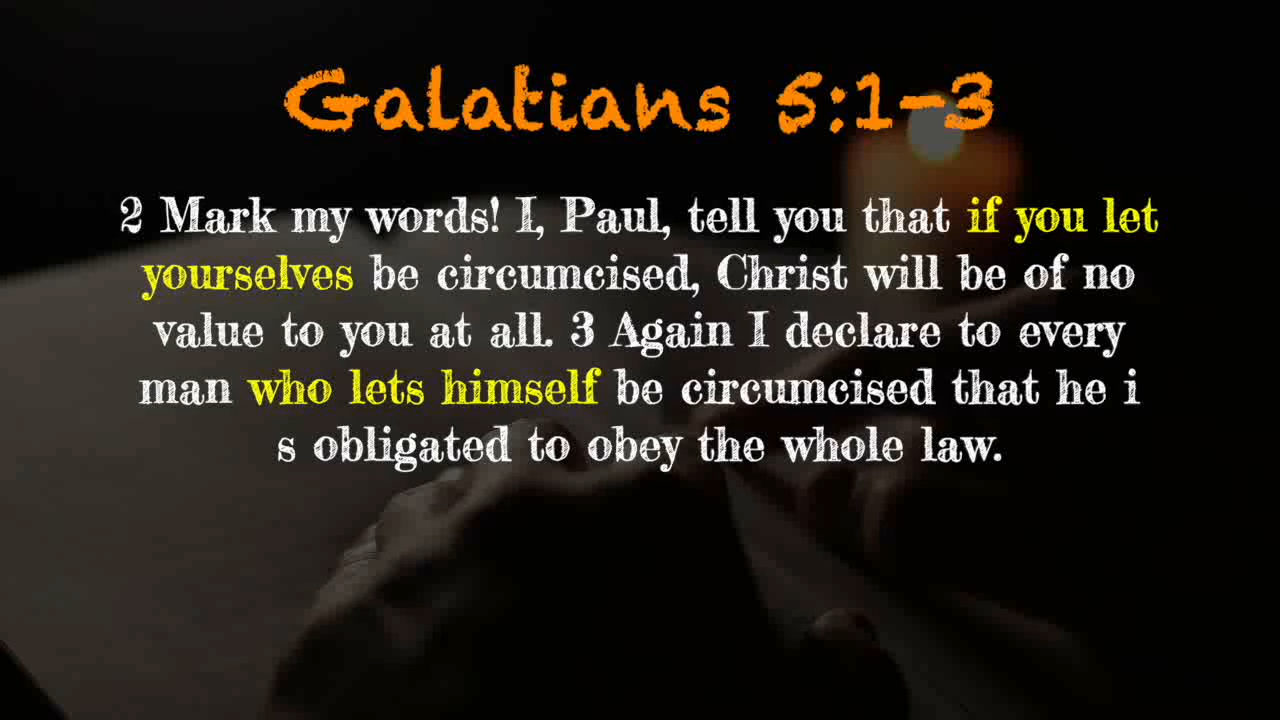 Galatians 5:1-3
2 Mark my words! I, Paul, tell you that if you let
yourselves be circumcised, Christ will be of no
value to you at all. 3 Again I declare to every
man who lets himself be circumcised that he i
s obligated to obey the whole law.